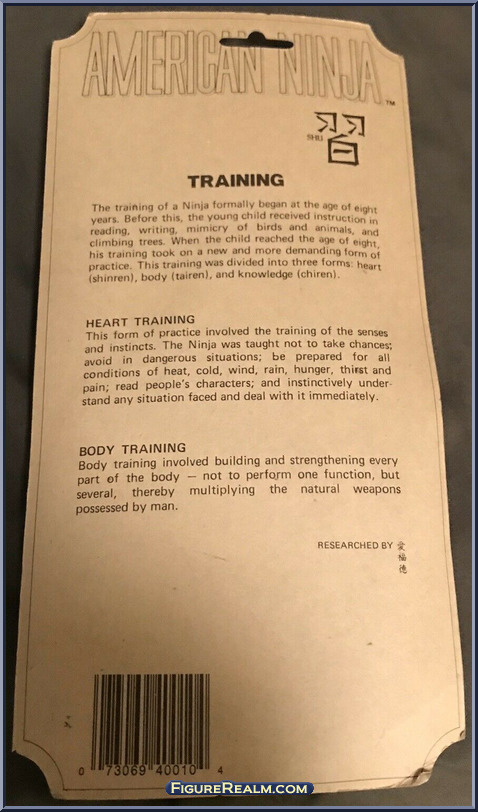 AMERICAN NINJA™
習
SHU
TRAINING
The training of a Ninja formally began at the age of eight
years. Before this, the young child received instruction in
reading, writing, mimicry of birds and animals, and
climbing trees. When the child reached the age of eight,
his training took on a new and more demanding form of
practice. This training was divided into three forms: heart
(shinren), body (tairen), and knowledge (chiren).
HEART TRAINING
This form of practice involved the training of the senses
and instincts. The Ninja was taught not to take chances;
avoid in dangerous situations; be prepared for all
conditions of heat, cold, wind, rain, hunger, thirst and
pain; read people's characters; and instinctively under-
stand any situation faced and deal with it immediately.
BODY TRAINING
Body training involved building and strengthening every
part of the body — not to perform one function, but
several, thereby multiplying the natural weapons
possessed by man.
RESEARCHED BY 愛
福
徳
0 73069 40010 4
FIGUREREALM.COM